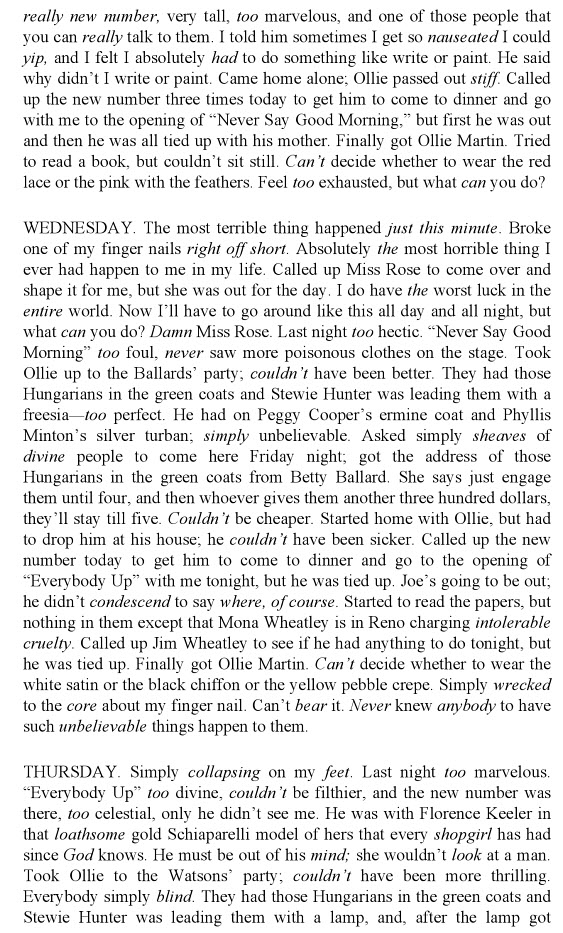 really new number, very tall, too marvelous, and one of those people that
you can really talk to them. I told him sometimes I get so nauseated I could
yip, and I felt I absolutely had to do something like write or paint. He said
why didn't I write or paint. Came home alone; Ollie passed out stiff. Called
up the new number three times today to get him to come to dinner and go
with me to the opening of “Never Say Good Morning,” but first he was out
and then he was all tied up with his mother. Finally got Ollie Martin. Tried
to read a book, but couldn't sit still. Can't decide whether to wear the red
lace or the pink with the feathers. Feel too exhausted, but what can you do?

WEDNESDAY. The most terrible thing happened just this minute. Broke
one of my finger nails right off short. Absolutely the most horrible thing I
ever had happen to me in my life. Called up Miss Rose to come over and
shape it for me, but she was out for the day. I do have the worst luck in the
entire world. Now I'll have to go around like this all day and all night, but
what can you do? Damn Miss Rose. Last night too hectic. “Never Say Good
Morning” too foul, never saw more poisonous clothes on the stage. Took
Ollie up to the Ballards' party; couldn't have been better. They had those
Hungarians in the green coats and Stewie Hunter was leading them with a
freesia—too perfect. He had on Peggy Cooper's ermine coat and Phyllis
Minton's silver turban; simply unbelievable. Asked simply sheaves of
divine people to come here Friday night; got the address of those
Hungarians in the green coats from Betty Ballard. She says just engage
them until four, and then whoever gives them another three hundred dollars,
they'll stay till five. Couldn't be cheaper. Started home with Ollie, but had
to drop him at his house; he couldn't have been sicker. Called up the new
number today to get him to come to dinner and go to the opening of
“Everybody Up” with me tonight, but he was tied up. Joe's going to be out;
he didn't condescend to say where, of course. Started to read the papers, but
nothing in them except that Mona Wheatley is in Reno charging intolerable
cruelty. Called up Jim Wheatley to see if he had anything to do tonight, but
he was tied up. Finally got Ollie Martin. Can't decide whether to wear the
white satin or the black chiffon or the yellow pebble crepe. Simply wrecked
to the core about my finger nail. Can't bear it. Never knew anybody to have
such unbelievable things happen to them.

THURSDAY. Simply collapsing on my feet. Last night too marvelous.
“Everybody Up” too divine, couldn't be filthier, and the new number was
there, too celestial, only he didn't see me. He was with Florence Keeler in
that loathsome gold Schiaparelli model of hers that every shopgirl has had
since God knows. He must be out of his mind; she wouldn't look at a man.
Took Ollie to the Watsons' party; couldn't have been more thrilling.
Everybody simply blind. They had those Hungarians in the green coats and
Stewie Hunter was leading them with a lamp, and, after the lamp got